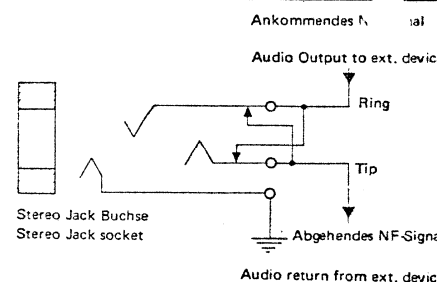 Ankommendes
Audio Output to ext. devic
Ring
Tip
Stereo Jack Buchse
Stereo Jack socket
Abgehendes NF-Signa
Audio return from ext. devic